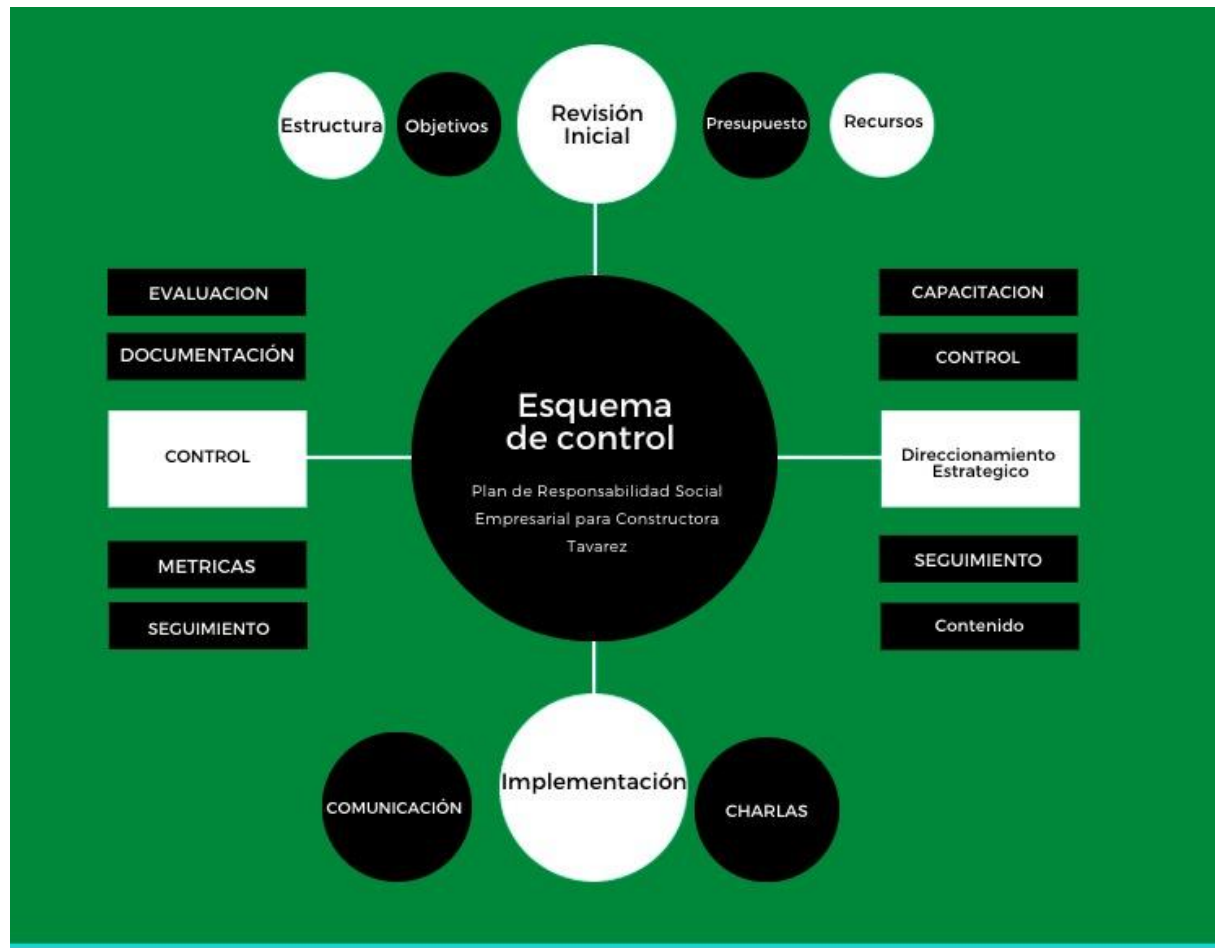 Estructura
Objetivos
Revisión
Inicial
Presupuesto
Recursos
EVALUACION
DOCUMENTACIÓN
CONTROL
METRICAS
SEGUIMIENTO
Esquema
de control
Plan de Responsabilidad Social
Empresarial para Constructora
Tavarez
CAPACITACION
CONTROL
Direccionamiento
Estrategico
SEGUIMIENTO
Contenido
COMUNICACIÓN
Implementación
CHARLAS